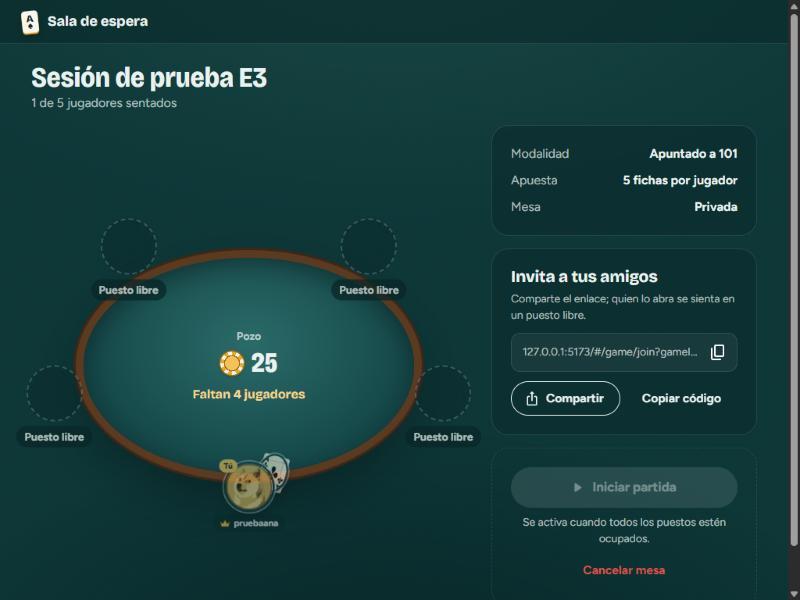 A
Sala de espera
Sesión de prueba E3
1 de 5 jugadores sentados
Modalidad Apuntado a 101
Apuesta 5 fichas por jugador
Mesa Privada
Puesto libre
Puesto libre
Pozo
25
Faltan 4 jugadores
Puesto libre
Puesto libre
Tú
pruebaana
Invita a tus amigos
Comparte el enlace; quien lo abra se sienta en
un puesto libre.
127.0.0.1:5173/#/game/join?gamel...
Compartir Copiar código
Iniciar partida
Se activa cuando todos los puestos estén
ocupados.
Cancelar mesa